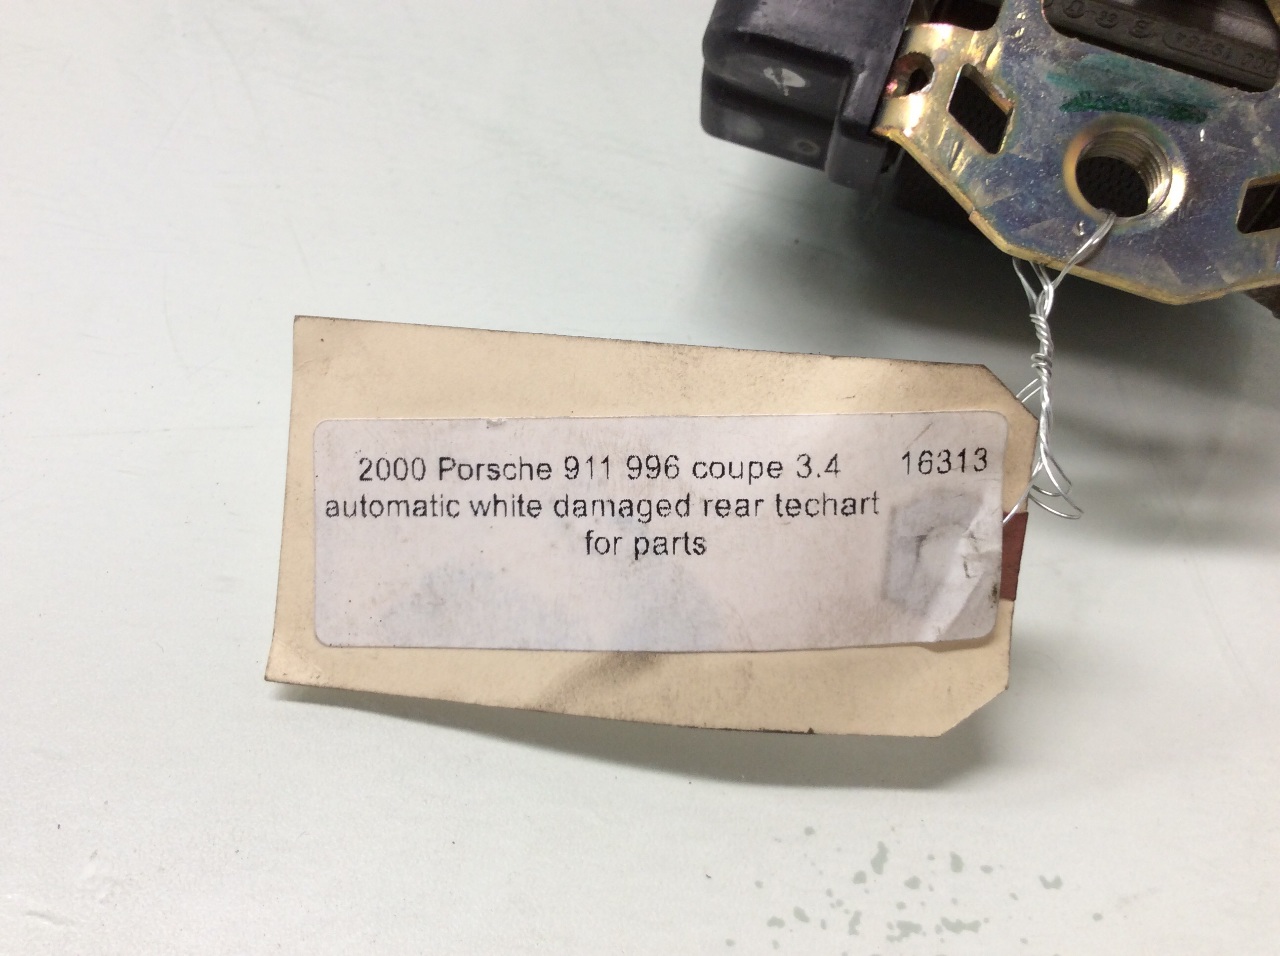 2000 Porsche 911 996 coupe 3.4 16313
automatic white damaged rear techart
for parts